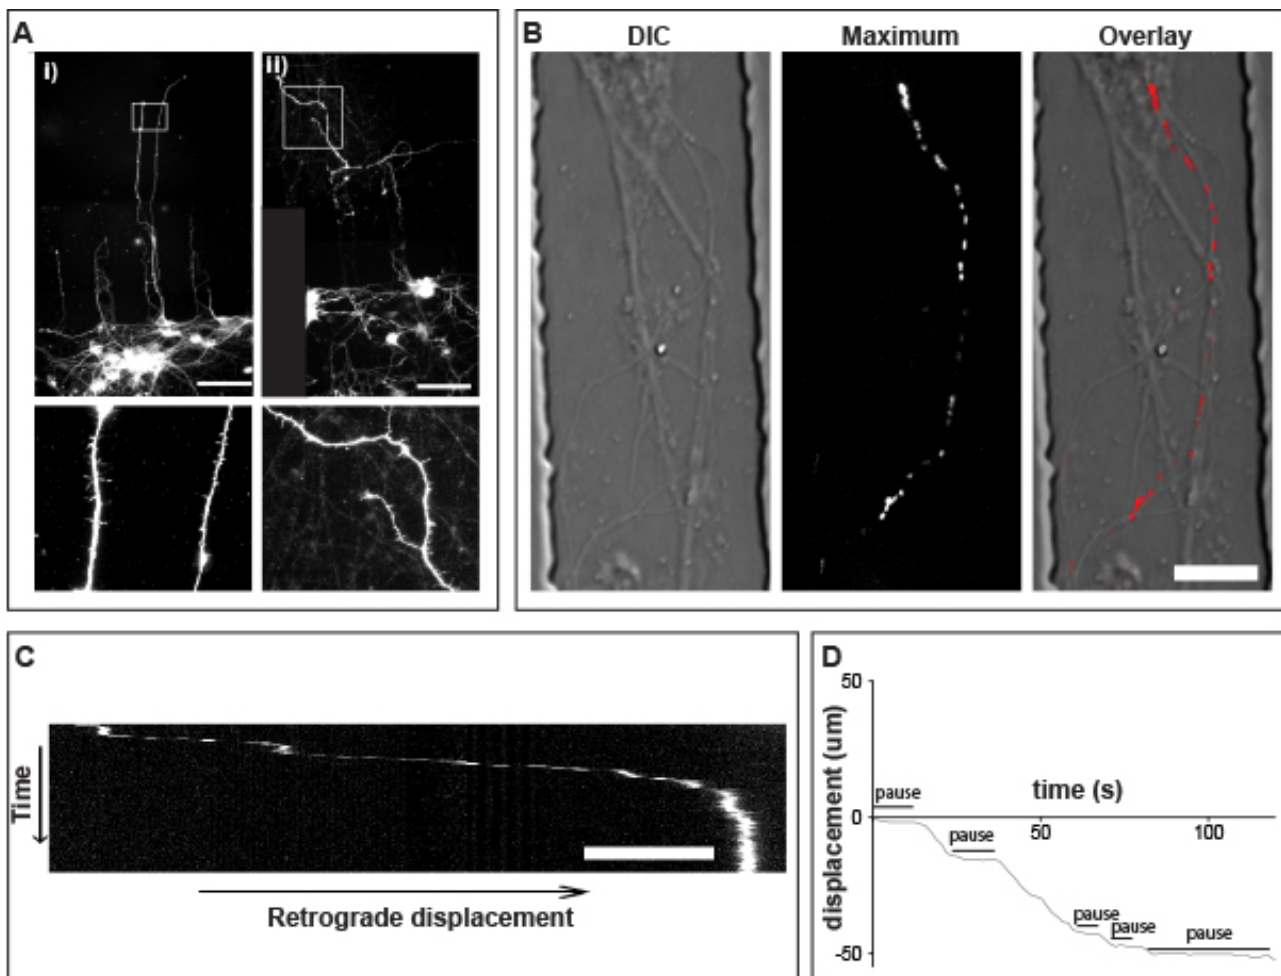 A
i)
ii)
B
DIC
Maximum
Overlay
C
Time
Retrograde displacement
D
displacement (um)
50
0
-50
time (s)
50
100
pause
pause
pause
pause
pause